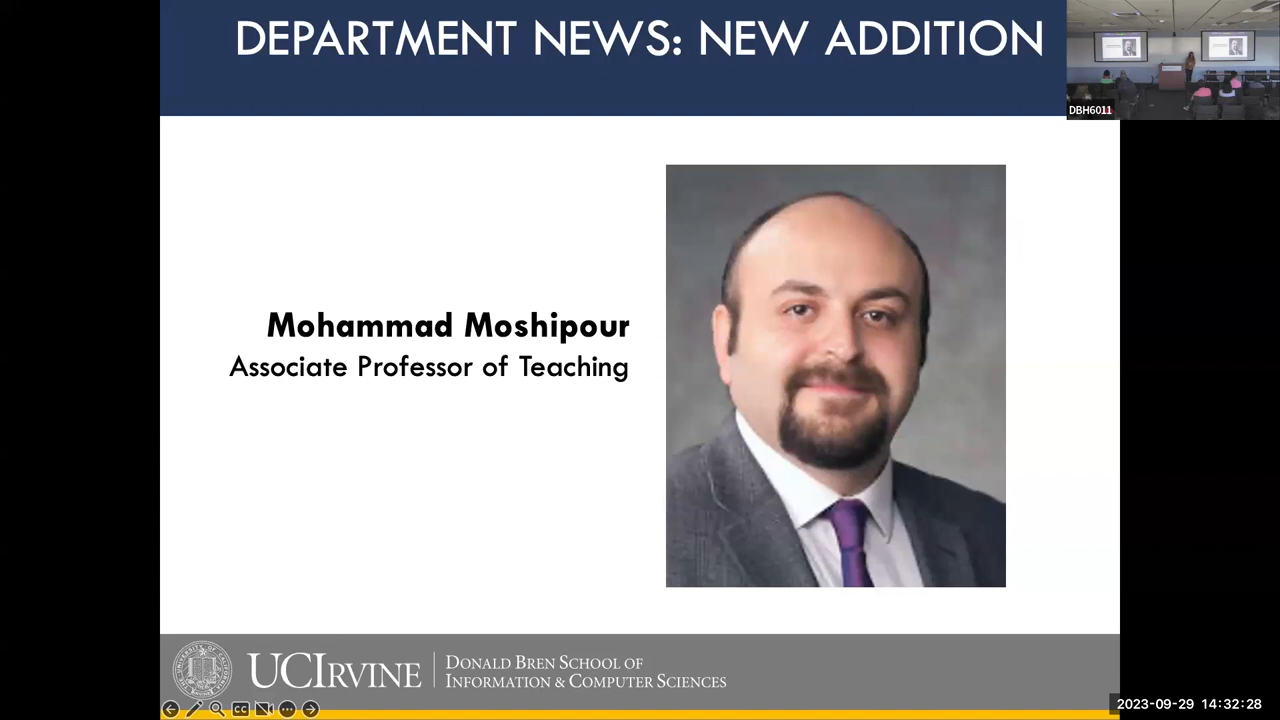 DEPARTMENT NEWS: NEW ADDITION
DBH6011
Mohammad Moshipour
Associate Professor of Teaching
UCIRVINE
DONALD BREN SCHOOL OF
INFORMATION & COMPUTER SCIENCES
CC
2023-09-29 14:32:28